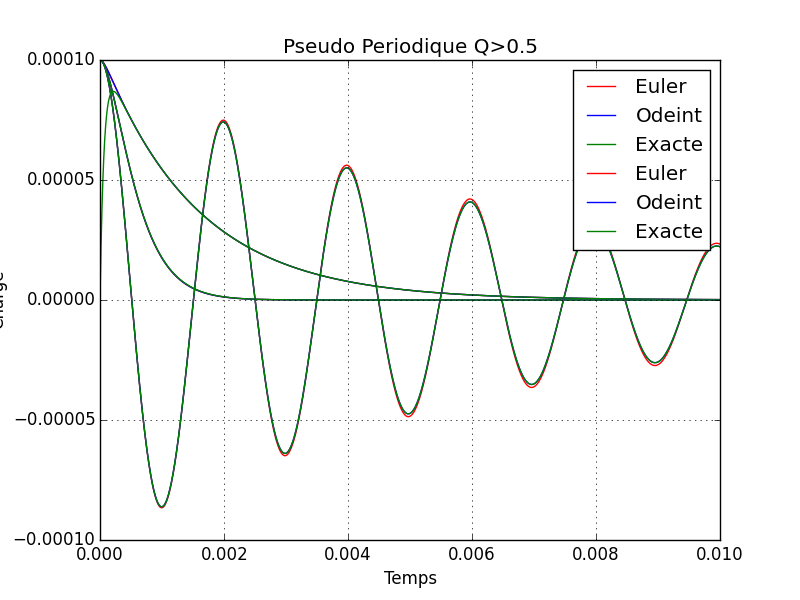 Pseudo Periodique Q>0.5
0.00010
0.00005
0.00000
−0.00005
−0.00010
Euler
Odeint
Exacte
Euler
Odeint
Exacte
0.000 0.002 0.004 0.006 0.008 0.010
Temps